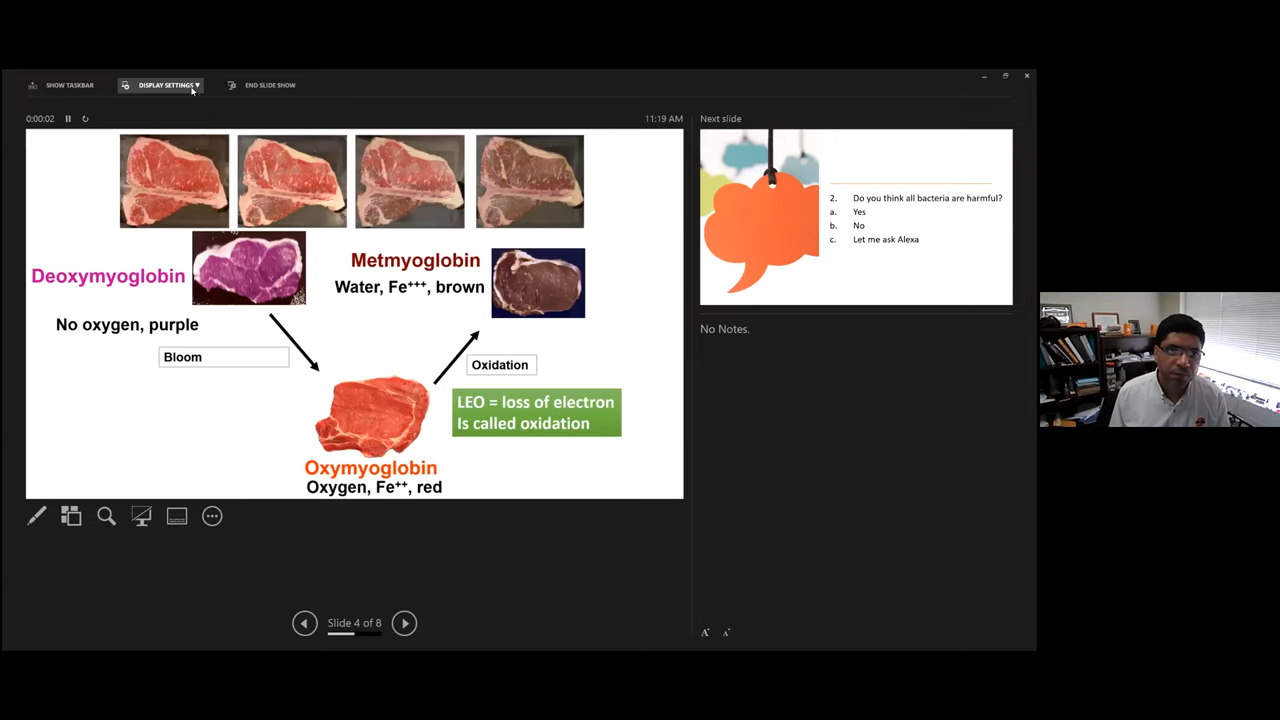 SHOW TASKBAR
DISPLAY SETTINGS ▼
END SLIDE SHOW
0:00:02
11:19 AM
Next slide
Deoxymyoglobin
Metmyoglobin
Water, Fe+++, brown
No oxygen, purple
Bloom
Oxidation
LEO = loss of electron
Is called oxidation
Oxymyoglobin
Oxygen, Fe++, red
2. Do you think all bacteria are harmful?
a. Yes
b. No
c. Let me ask Alexa
No Notes.
Slide 4 of 8
A A